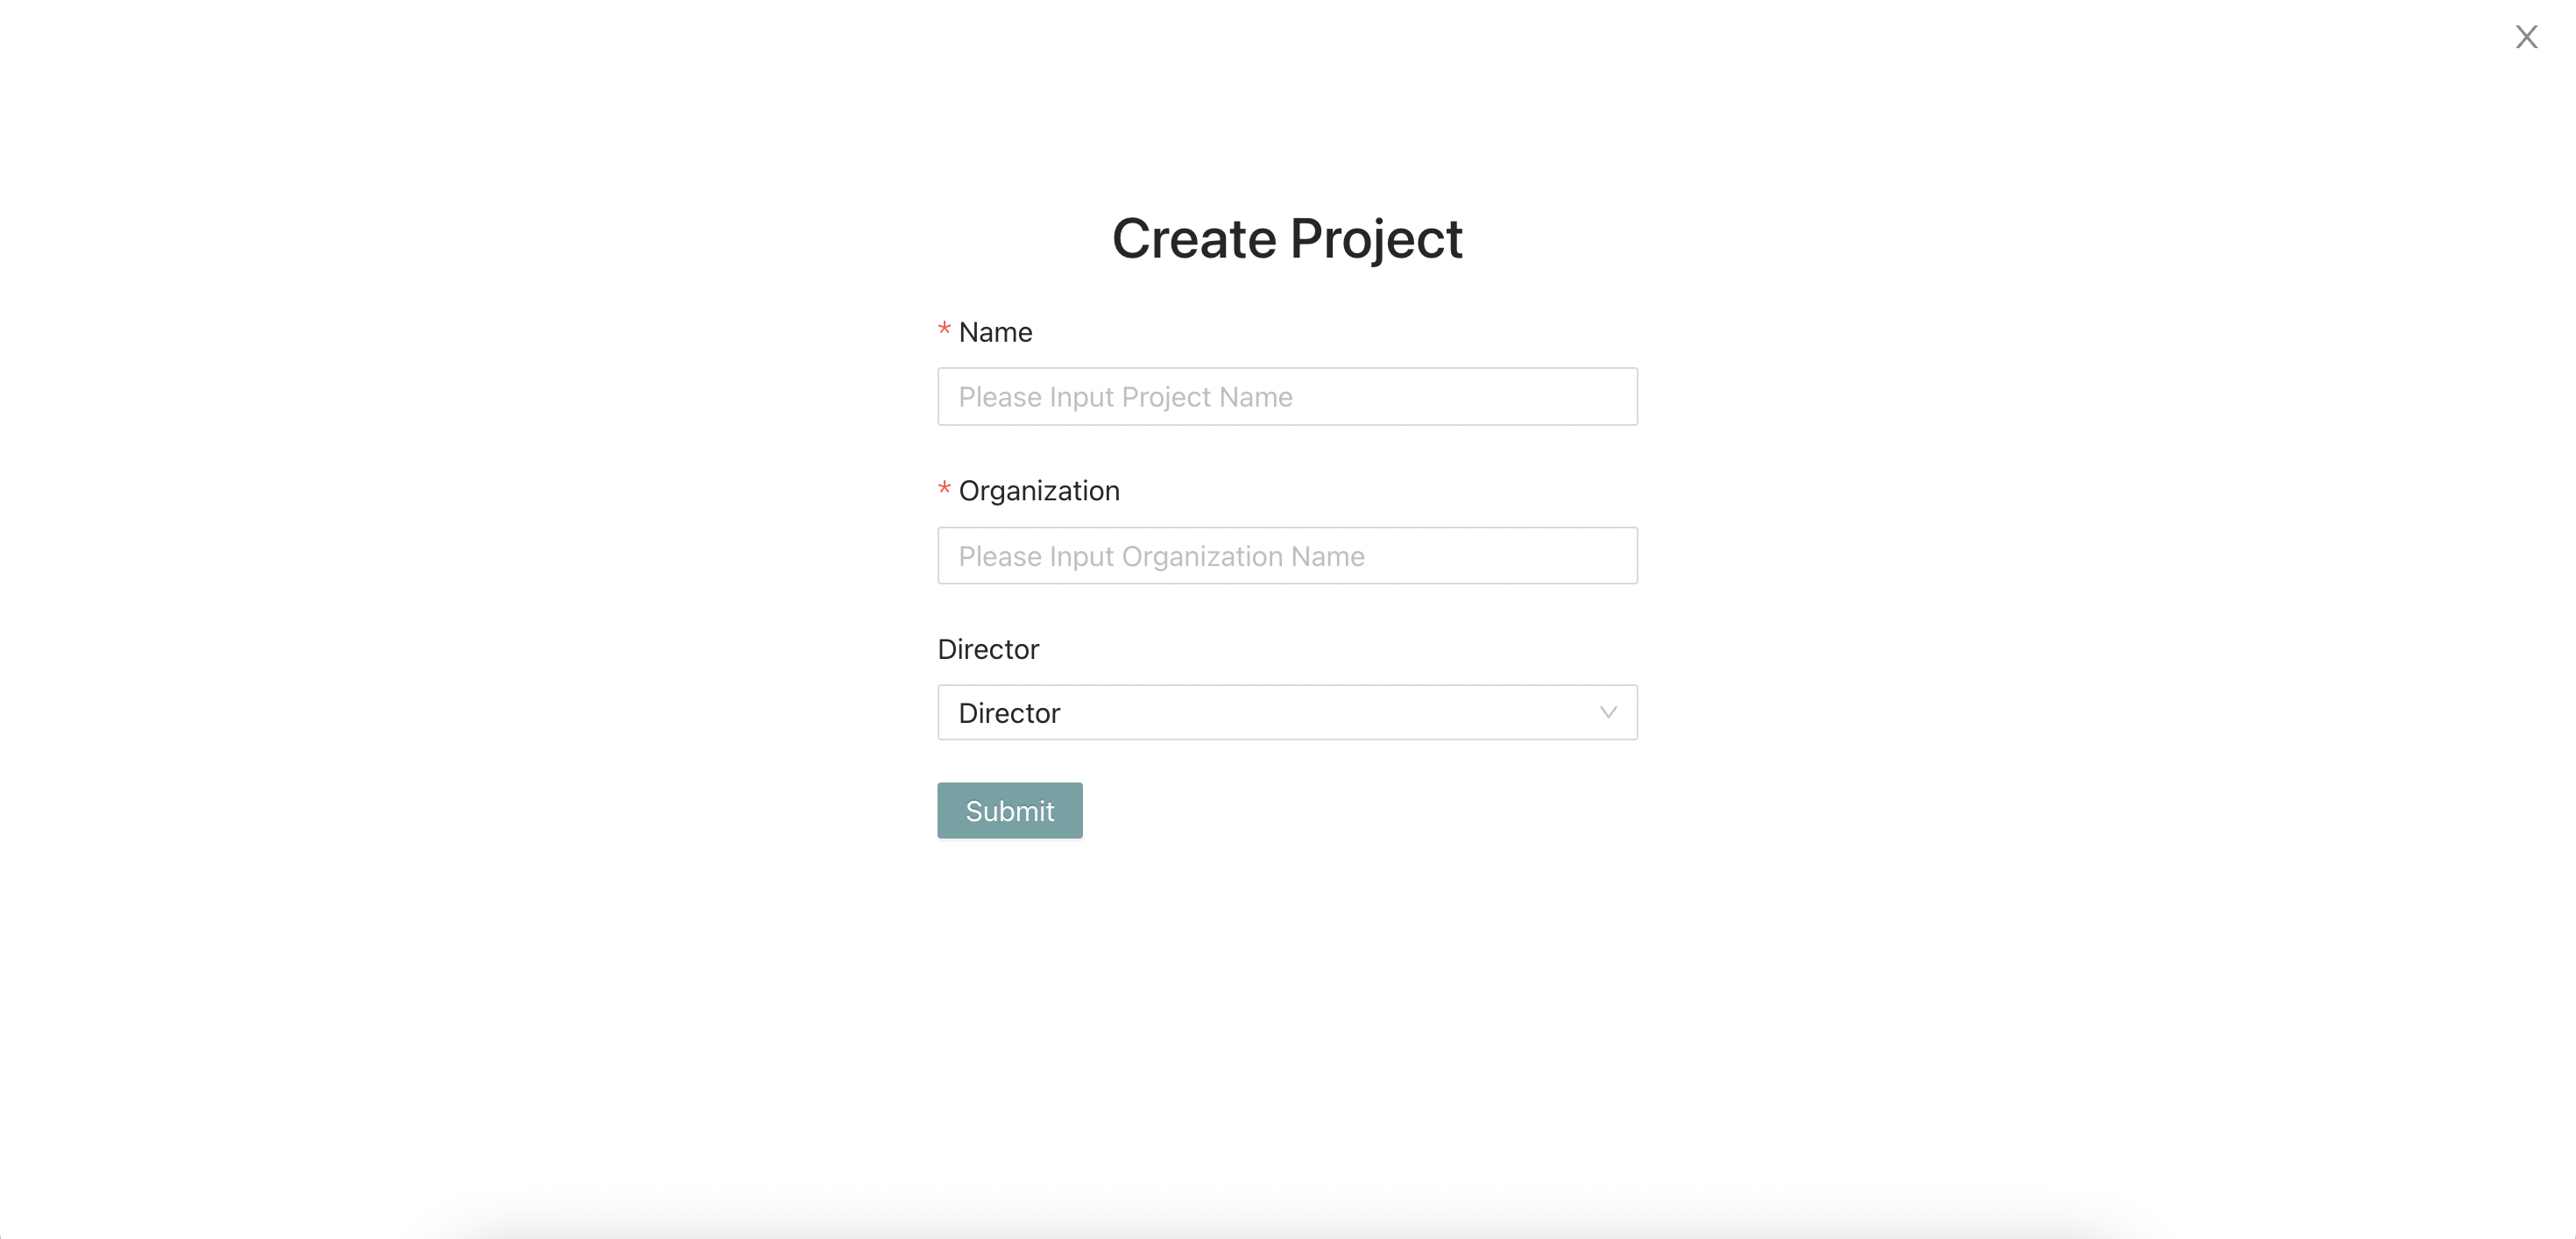 Create Project
* Name
Please Input Project Name
* Organization
Please Input Organization Name
Director
Director
Submit